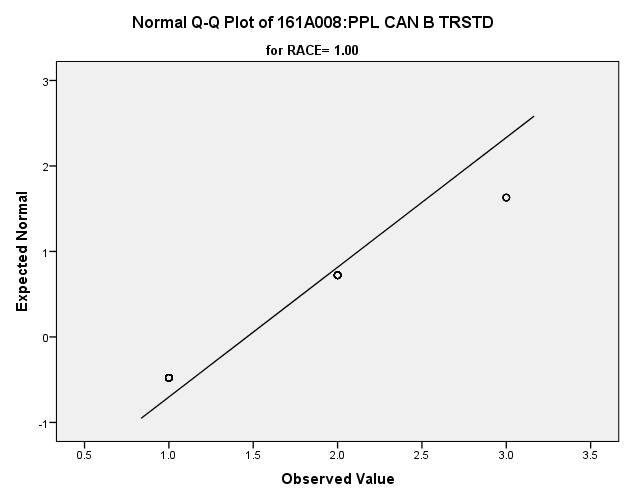 Normal Q-Q Plot of 161A008:PPL CAN B TRSTD
for RACE= 1.00
Expected Normal
3
2
1
0
-1
0.5 1.0 1.5 2.0 2.5 3.0 3.5
Observed Value